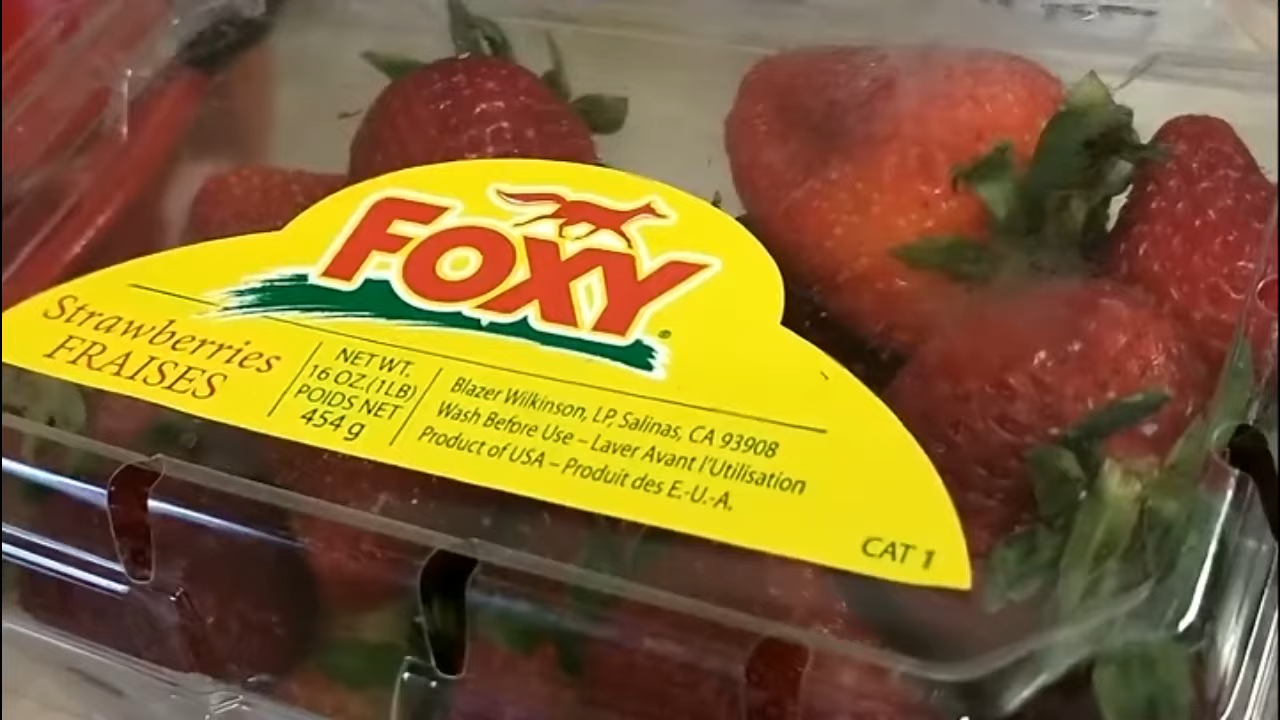 FOXY®
Strawberries
FRAISES
NET WT.
16 OZ.(1LB)
POIDS NET
454 g
Blazer Wilkinson, LP, Salinas, CA 93908
Wash Before Use – Laver Avant l'Utilisation
Product of USA – Produit des E.-U.-A.
CAT 1